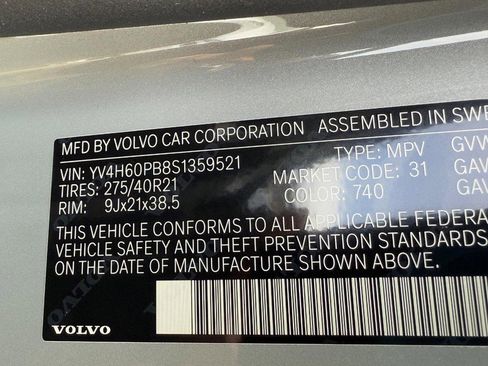 MFD BY VOLVO CAR CORPORATION ASSEMBLED IN SWE
VIN: YV4H60PB8S1359521 TYPE: MPV GVW
TIRES: 275/40R21 MARKET CODE: 31 GAV
RIM: 9Jx21x38.5 COLOR: 740 GAV
THIS VEHICLE CONFORMS TO ALL APPLICABLE FEDERAL
VEHICLE SAFETY AND THEFT PREVENTION STANDARDS
ON THE DATE OF MANUFACTURE SHOWN ABOVE.
VOLVO